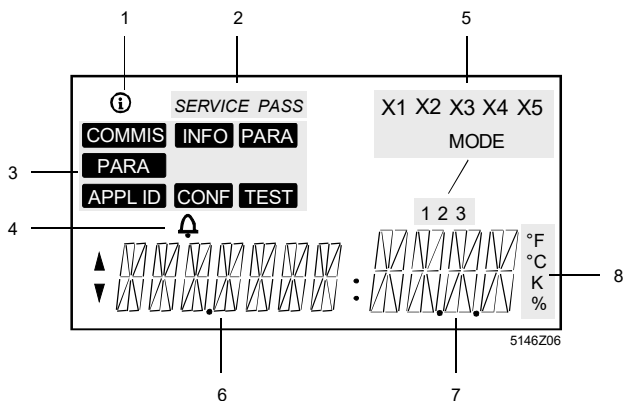 1 2 5
i SERVICE PASS X1 X2 X3 X4 X5
COMMIS INFO PARA MODE
3 PARA
APPL ID CONF TEST 1 2 3
4
°F
°C
K 8
%
5146Z06
6 7